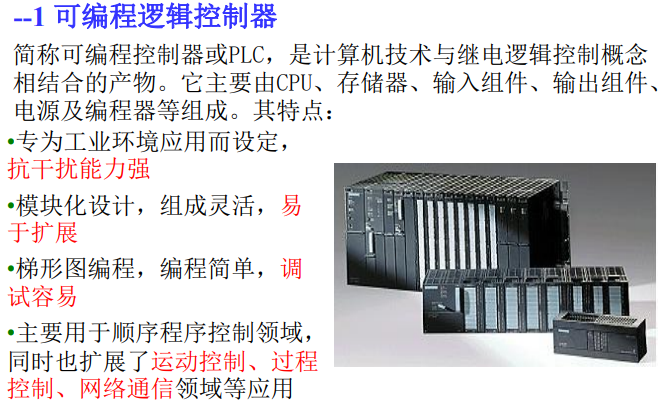 --1 可编程逻辑控制器
简称可编程控制器或PLC，是计算机技术与继电逻辑控制概念
相结合的产物。它主要由CPU、存储器、输入组件、输出组件、
电源及编程器等组成。其特点：
•专为工业环境应用而设定，
抗干扰能力强
•模块化设计，组成灵活，易
于扩展
•梯形图编程，编程简单，调
试容易
•主要用于顺序程序控制领域，
同时也扩展了运动控制、过程
控制、网络通信领域等应用